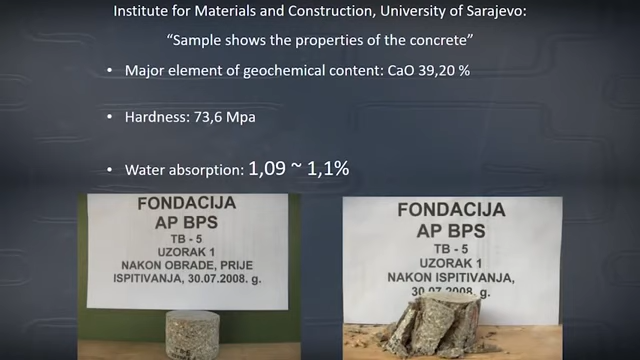 Institute for Materials and Construction, University of Sarajevo:
“Sample shows the properties of the concrete”
• Major element of geochemical content: CaO 39,20 %
• Hardness: 73,6 Mpa
• Water absorption: 1,09 ~ 1,1%
FONDACIJA
AP BPS
TB - 5
UZORAK 1
NAKON OBRADE, PRIJE
ISPITIVANJA, 30.07.2008. g.
FONDACIJA
AP BPS
TB - 5
UZORAK 1
NAKON ISPITIVANJA,
30.07.2008. g.